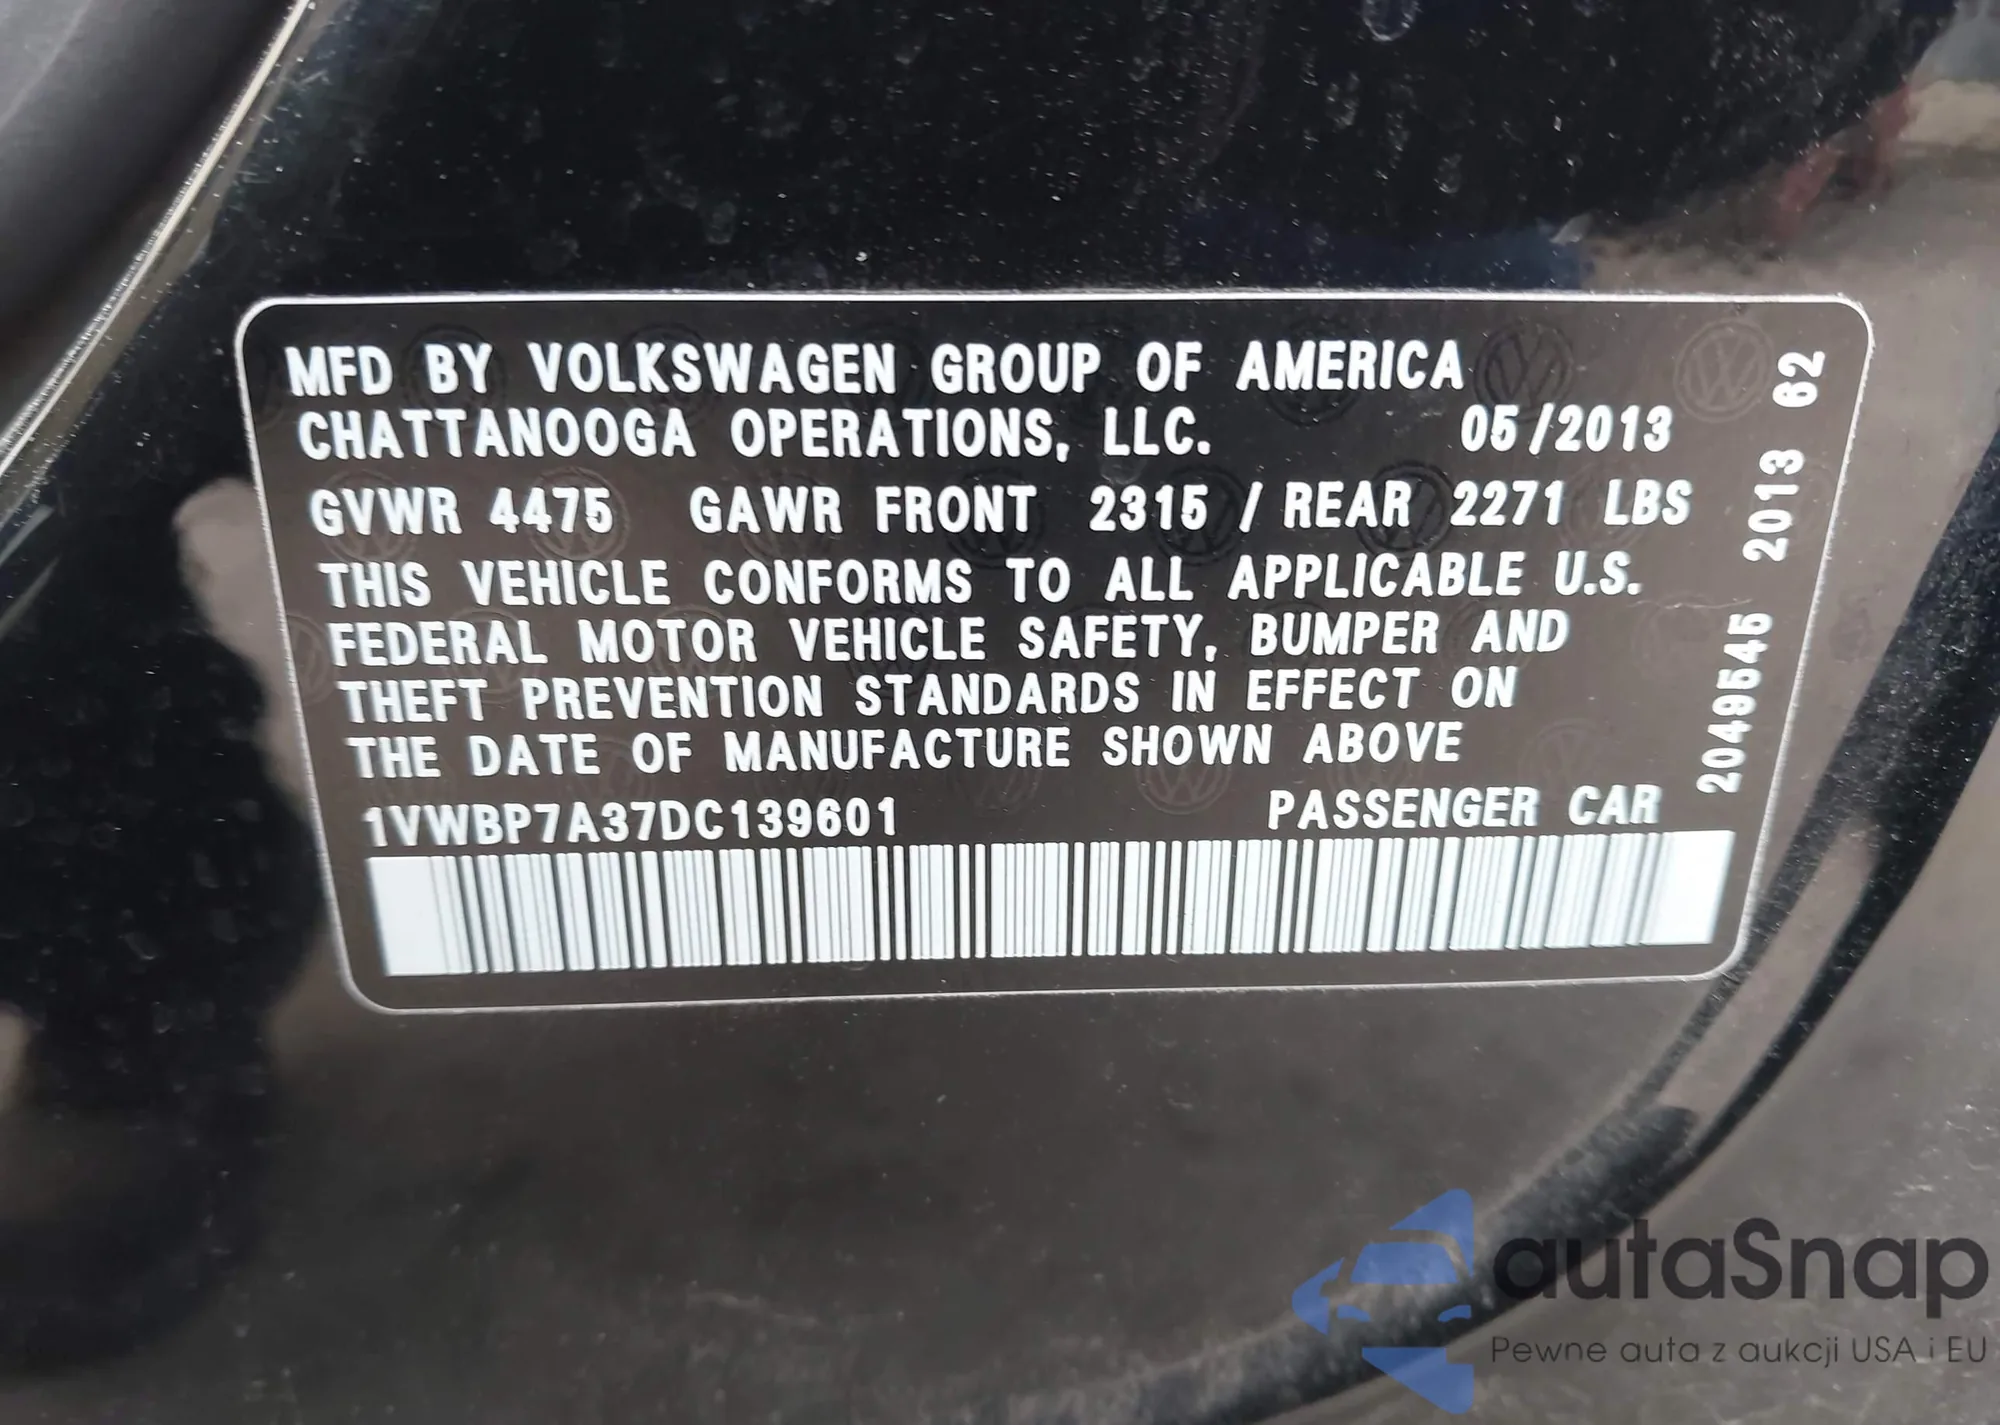 MFD BY VOLKSWAGEN GROUP OF AMERICA
CHATTANOOGA OPERATIONS, LLC. 05/2013
GVWR 4475 GAWR FRONT 2315 / REAR 2271 LBS
THIS VEHICLE CONFORMS TO ALL APPLICABLE U.S.
FEDERAL MOTOR VEHICLE SAFETY, BUMPER AND
THEFT PREVENTION STANDARDS IN EFFECT ON
THE DATE OF MANUFACTURE SHOWN ABOVE
1VWBP7A37DC139601 PASSENGER CAR
2049545 2013 62
autaSnap
Pewne auta z aukcji USA i EU